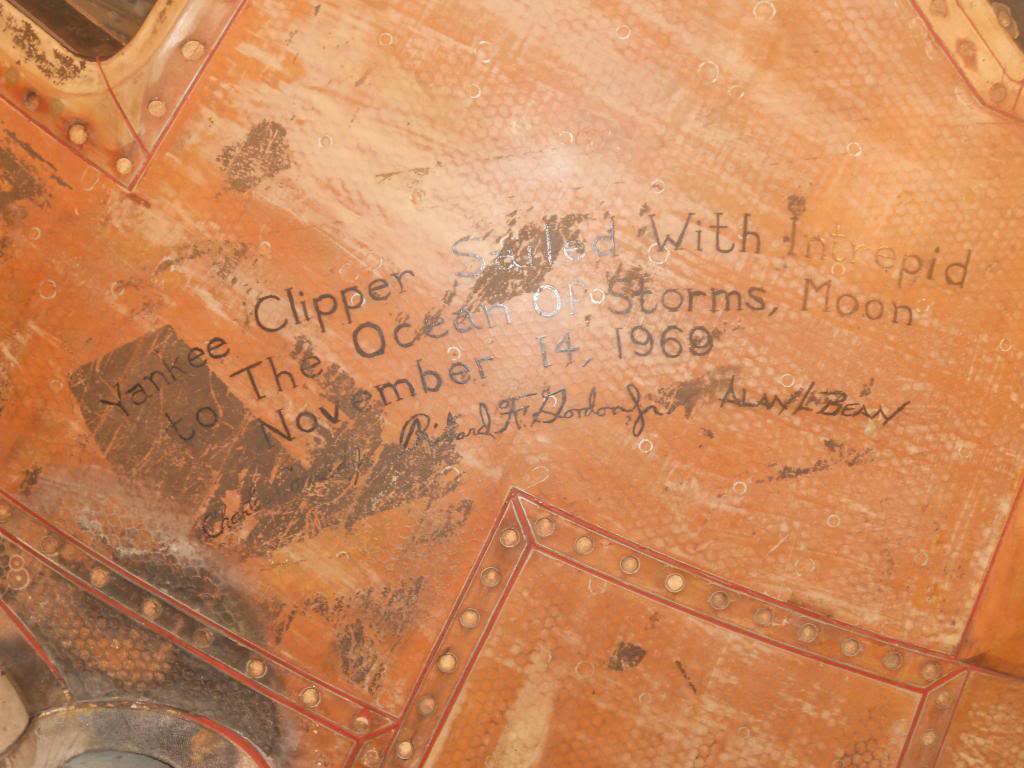 Yankee Clipper Sailed With Intrepid
to The Ocean Of Storms, Moon
November 14, 1969
Richard F. Gordon Jr. ALAN L BEAN